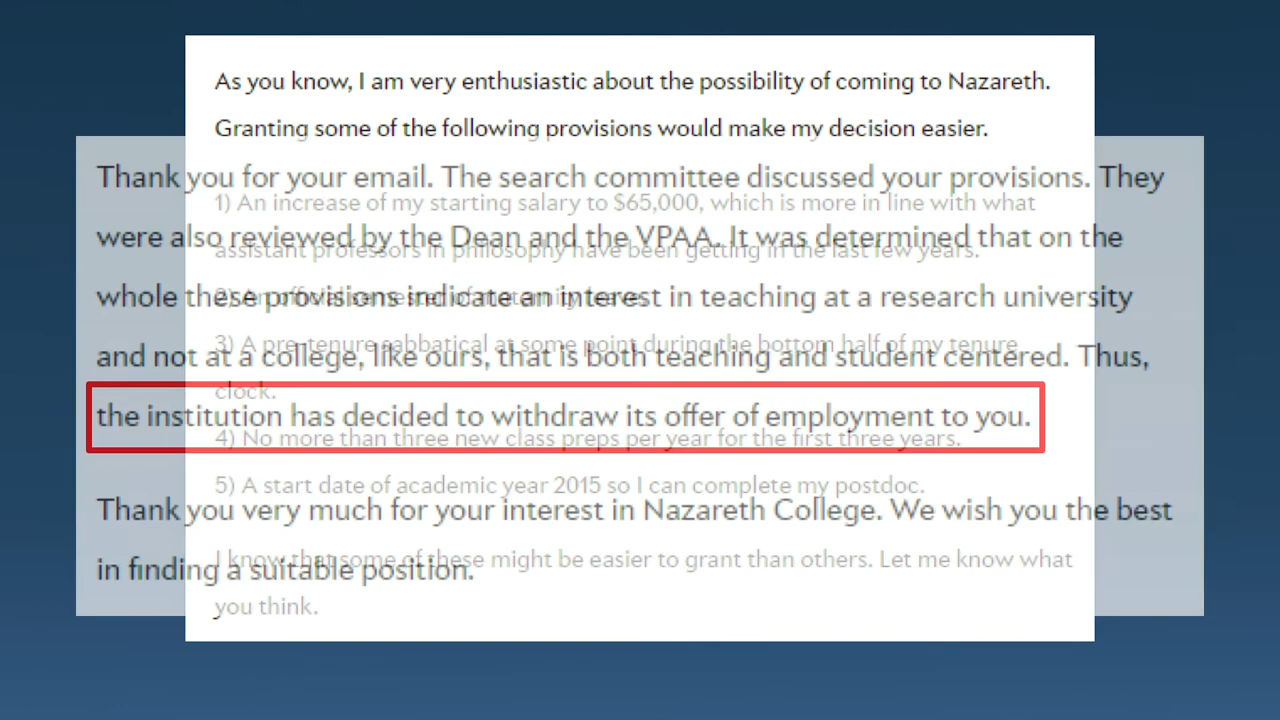 As you know, I am very enthusiastic about the possibility of coming to Nazareth.
Granting some of the following provisions would make my decision easier.
1) An increase of my starting salary to $65,000, which is more in line with what
assistant professors in philosophy have been getting in the last few years.
2) An official semester of maternity leave.
3) A pre-tenure sabbatical at some point during the bottom half of my tenure
clock.
4) No more than three new class preps per year for the first three years.
5) A start date of academic year 2015 so I can complete my postdoc.
I know that some of these might be easier to grant than others. Let me know what
you think.
Thank you for your email. The search committee discussed your provisions. They
were also reviewed by the Dean and the VPAA. It was determined that on the
whole these provisions indicate an interest in teaching at a research university
and not at a college, like ours, that is both teaching and student centered. Thus,
the institution has decided to withdraw its offer of employment to you.
Thank you very much for your interest in Nazareth College. We wish you the best
in finding a suitable position.